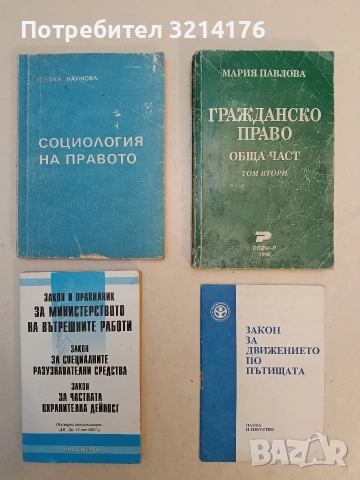 Потребител 3214176
СТЕФКА НАУМОВА
СОЦИОЛОГИЯ
НА ПРАВОТО
МАРИЯ ПАВЛОВА
ГРАЖДАНСКО
ПРАВО
ОБЩА ЧАСТ
ТОМ ВТОРИ
СОФИ-Р
1996
ЗАКОН И ПРАВИЛНИК
ЗА МИНИСТЕРСТВОТО
НА ВЪТРЕШНИТЕ РАБОТИ
ЗАКОН
ЗА СПЕЦИАЛНИТЕ
РАЗУЗНАВАТЕЛНИ СРЕДСТВА
ЗАКОН
ЗА ЧАСТНАТА
ОХРАНИТЕЛНА ДЕЙНОСТ
ЗАКОН
ЗА
ДВИЖЕНИЕТО
ПО
ПЪТИЩАТА
НАУКА
И ИЗКУСТВО
bazar